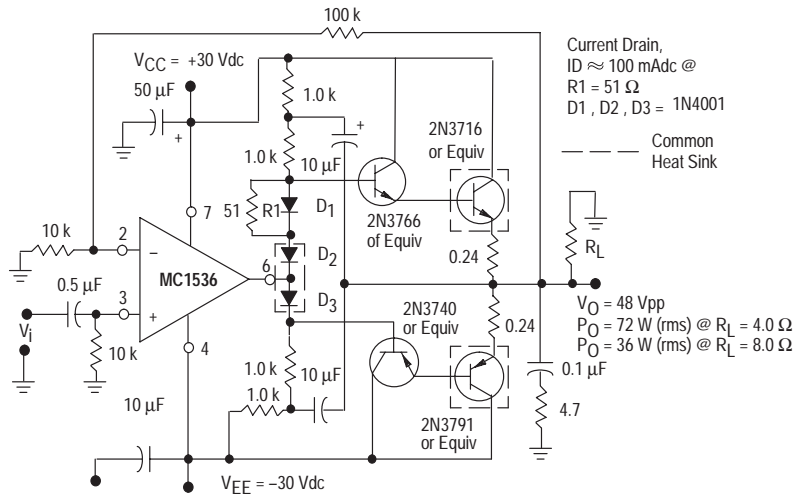 100 k
VCC = +30 Vdc
50 μF
+
1.0 k
+
1.0 k
10 μF
Current Drain,
ID ≈ 100 mAdc @
R1 = 51 Ω
D1 , D2 , D3 = 1N4001
Common
Heat Sink
2N3716
or Equiv
7
51
R1
D1
2N3766
of Equiv
10 k
2
−
MC1536
6
D2
D3
0.24
RL
0.5 μF
3
+
Vi
10 k
4
2N3740
or Equiv
0.24
VO = 48 Vpp
PO = 72 W (rms) @ RL = 4.0 Ω
PO = 36 W (rms) @ RL = 8.0 Ω
0.1 μF
1.0 k
10 μF
1.0 k
10 μF
2N3791
or Equiv
4.7
VEE = −30 Vdc